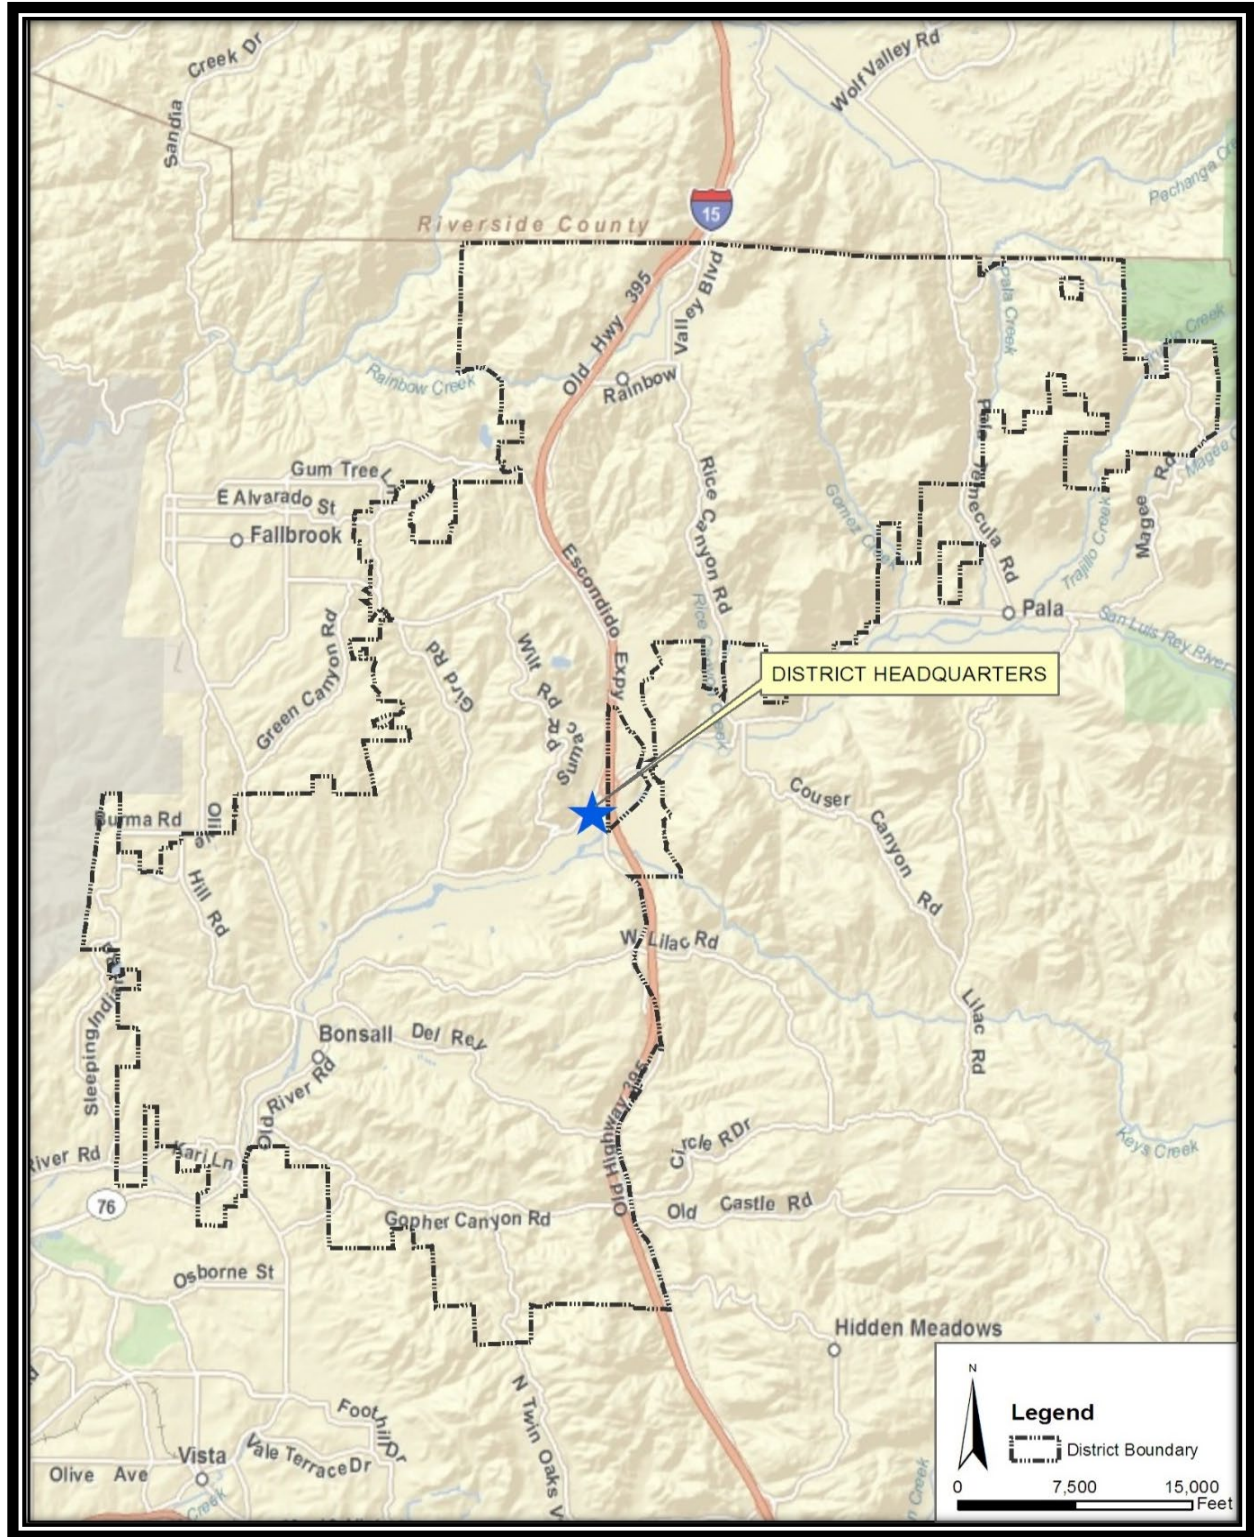 Creek Dr
Sandia
Wolf Valley Rd
Pechanga Cre
15
Riverside County
Old Hwy 395
Valley Blvd
Pala Creek
Rainbow Creek
Rainbow
Gum Tree Ln
E Alvarado St
Fallbrook
Rice Canyon Rd
Gomez Creek
Pala Temecula Rd
Trujillo Creek
Magee Rd
Magee C
Escondido Expy
Pala
San Luis Rey River
Green Canyon Rd
Gird Rd
Wilt Rd
Sumac Rd
DISTRICT HEADQUARTERS
Burma Rd
Olive
Hill Rd
Couser Canyon Rd
W Lilac Rd
Lilac Rd
Sleeping Indian
Bonsall
Del Rey
Old River Rd
Old Highway 395
Circle R Dr
Keys Creek
River Rd
Kari Ln
76
Gopher Canyon Rd
Old Castle Rd
Osborne St
Hidden Meadows
N Twin Oaks V
Foothill Dr
Vale Terrace Dr
Vista
Olive Ave
Creek
n Creek
N
Legend
District Boundary
0 7,500 15,000
Feet